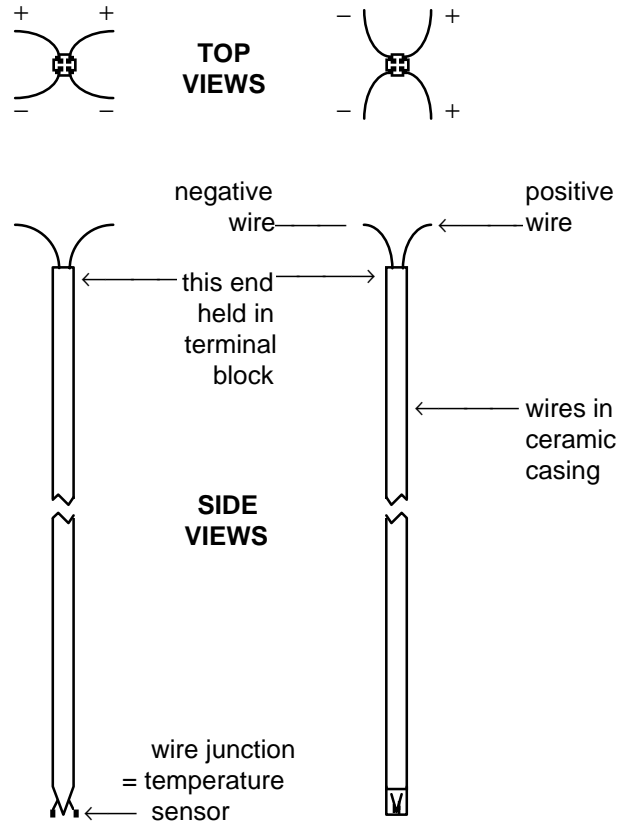 + +
− −
TOP
VIEWS
− +
− +
negative
wire
positive
wire
this end
held in
terminal
block
wires in
ceramic
casing
SIDE
VIEWS
wire junction
= temperature
sensor